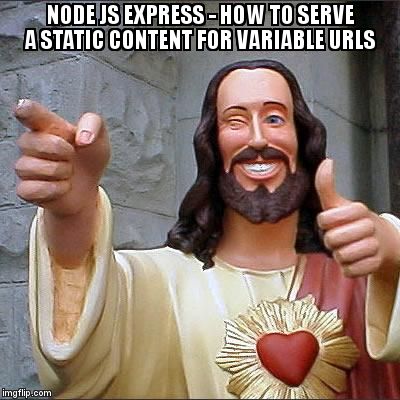 NODE JS EXPRESS - HOW TO SERVE
A STATIC CONTENT FOR VARIABLE URLS
imgflip.com